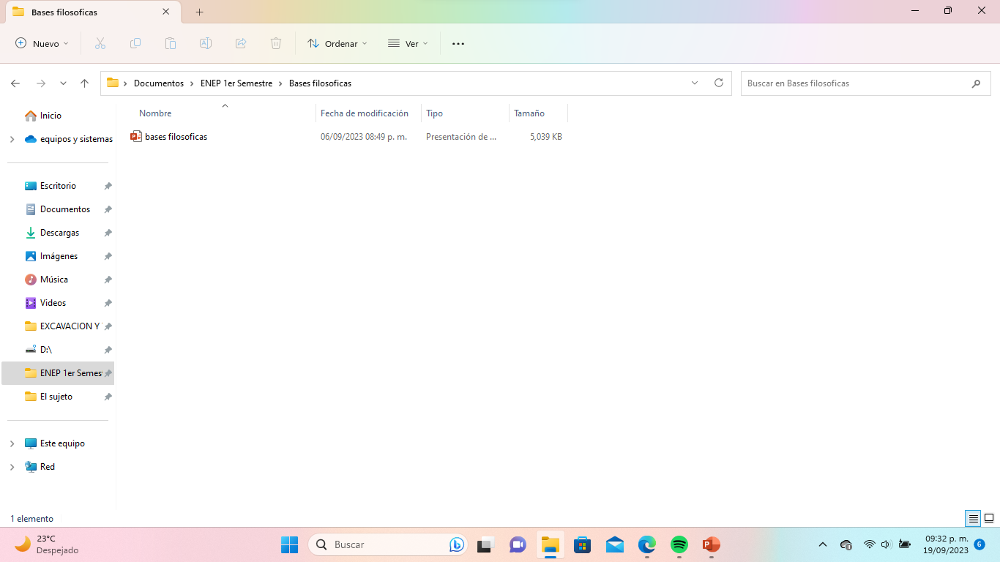 Bases filosoficas
Nuevo
Ordenar
Ver
Documentos
ENEP 1er Semestre
Bases filosoficas
Buscar en Bases filosoficas
Nombre
Fecha de modificación
Tipo
Tamaño
bases filosoficas
06/09/2023 08:49 p. m.
Presentación de ...
5,039 KB
Inicio
equipos y sistemas
Escritorio
Documentos
Descargas
Imágenes
Música
Videos
EXCAVACION Y
D:\
ENEP 1er Semes
El sujeto
Este equipo
Red
1 elemento
23°C
Despejado
Buscar
09:32 p. m.
19/09/2023
6